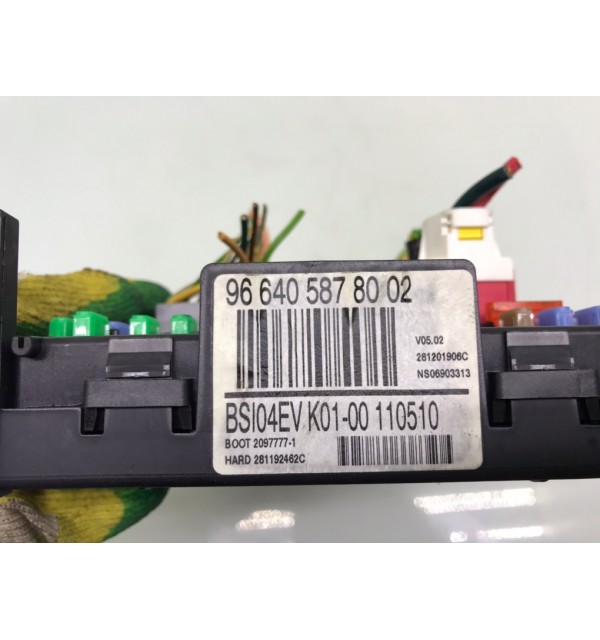 96 640 587 80 02
V05.02
281201906C
NS06903313
BSI04EV K01-00 110510
BOOT 2097777-1
HARD 281192462C